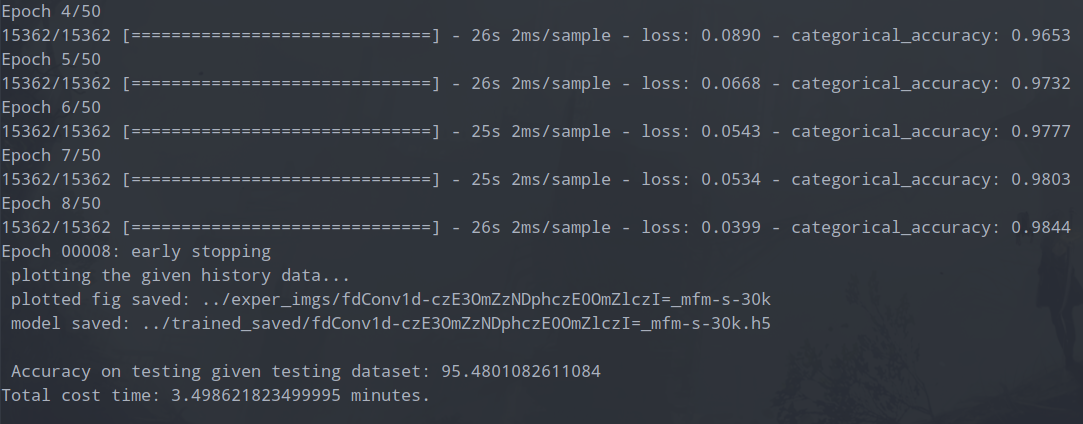 Epoch 4/50
15362/15362 [==============================] - 26s 2ms/sample - loss: 0.0890 - categorical_accuracy: 0.9653
Epoch 5/50
15362/15362 [==============================] - 26s 2ms/sample - loss: 0.0668 - categorical_accuracy: 0.9732
Epoch 6/50
15362/15362 [==============================] - 25s 2ms/sample - loss: 0.0543 - categorical_accuracy: 0.9777
Epoch 7/50
15362/15362 [==============================] - 25s 2ms/sample - loss: 0.0534 - categorical_accuracy: 0.9803
Epoch 8/50
15362/15362 [==============================] - 26s 2ms/sample - loss: 0.0399 - categorical_accuracy: 0.9844
Epoch 00008: early stopping
plotting the given history data...
plotted fig saved: ../exper_imgs/fdConv1d-czE3OmZzNDphczE0OmZlczI=_mfm-s-30k
model saved: ../trained_saved/fdConv1d-czE3OmZzNDphczE0OmZlczI=_mfm-s-30k.h5
Accuracy on testing given testing dataset: 95.4801082611084
Total cost time: 3.498621823499995 minutes.